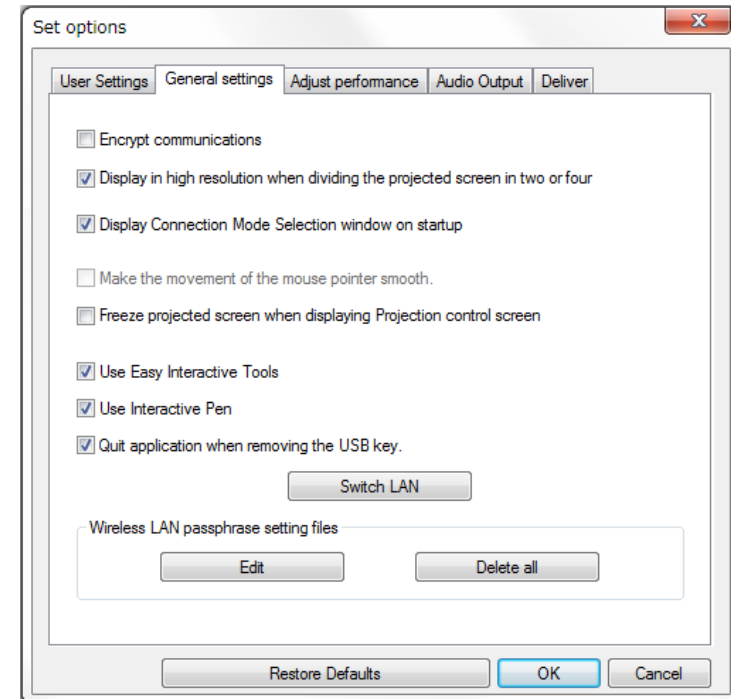 Set options
User Settings General settings Adjust performance Audio Output Deliver
Encrypt communications
Display in high resolution when dividing the projected screen in two or four
Display Connection Mode Selection window on startup
Make the movement of the mouse pointer smooth.
Freeze projected screen when displaying Projection control screen
Use Easy Interactive Tools
Use Interactive Pen
Quit application when removing the USB key.
Switch LAN
Wireless LAN passphrase setting files
Edit Delete all
Restore Defaults OK Cancel